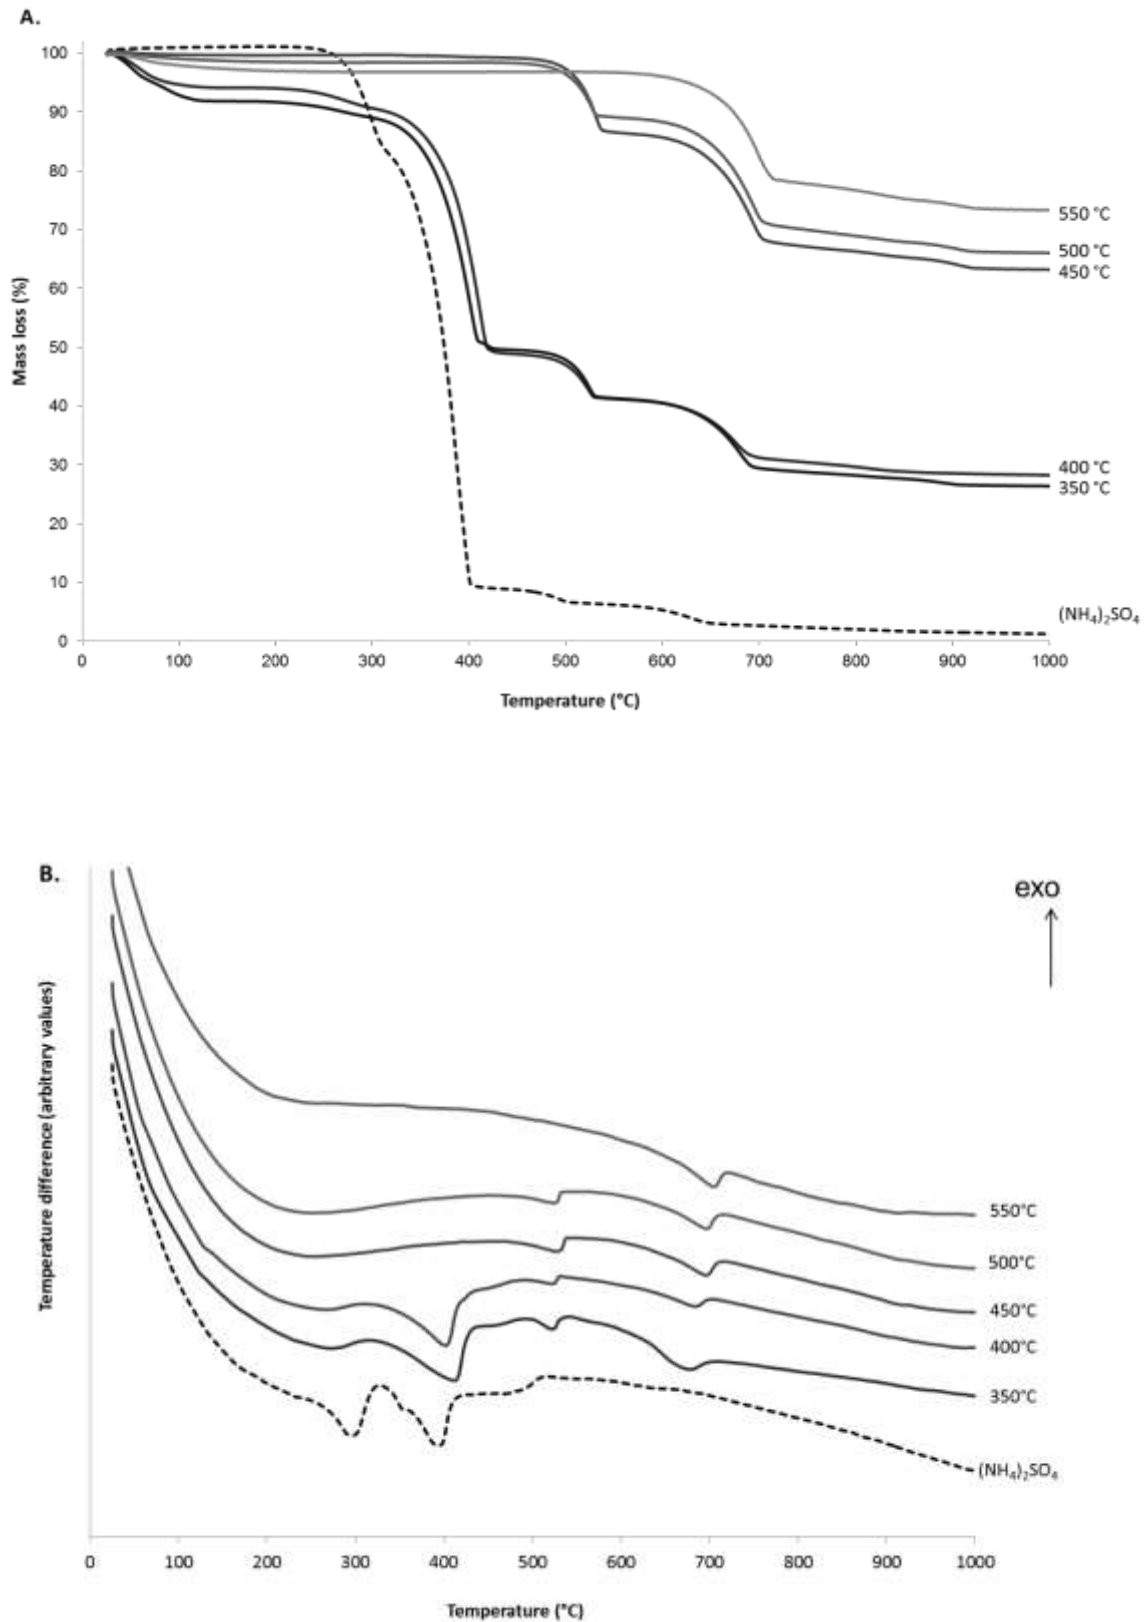 A.
100
90
80
70
60
50
40
30
20
10
0
Mass loss (%)
0 100 200 300 400 500 600 700 800 900 1000
Temperature (°C)
550 °C
500 °C
450 °C
400 °C
350 °C
(NH₄)₂SO₄
B.
exo
Temperature difference (arbitrary values)
550°C
500°C
450°C
400°C
350°C
(NH₄)₂SO₄
0 100 200 300 400 500 600 700 800 900 1000
Temperature (°C)